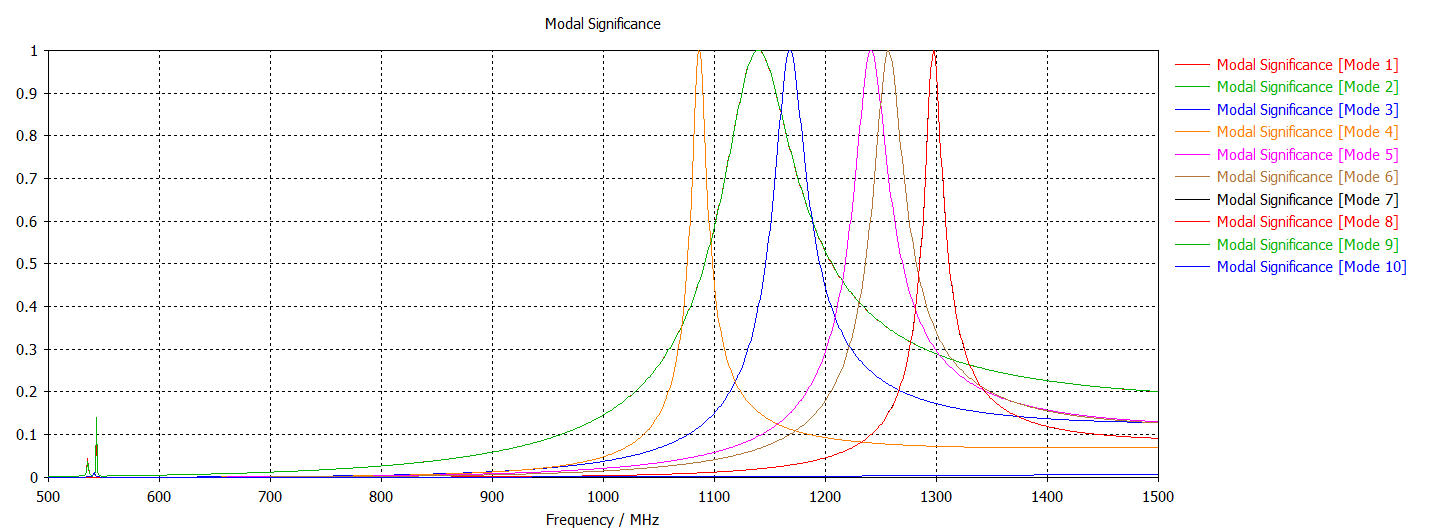 Modal Significance
1
0.9
0.8
0.7
0.6
0.5
0.4
0.3
0.2
0.1
0
500 600 700 800 900 1000 1100 1200 1300 1400 1500
Frequency / MHz
Modal Significance [Mode 1]
Modal Significance [Mode 2]
Modal Significance [Mode 3]
Modal Significance [Mode 4]
Modal Significance [Mode 5]
Modal Significance [Mode 6]
Modal Significance [Mode 7]
Modal Significance [Mode 8]
Modal Significance [Mode 9]
Modal Significance [Mode 10]